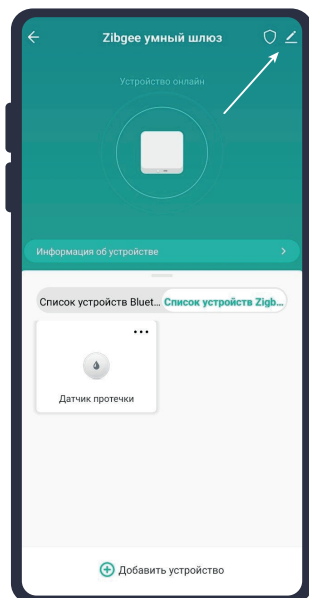 Zibgee умный шлюз
Устройство онлайн
Информация об устройстве
Список устройств Bluet... Список устройств Zigb...
Датчик протечки
Добавить устройство